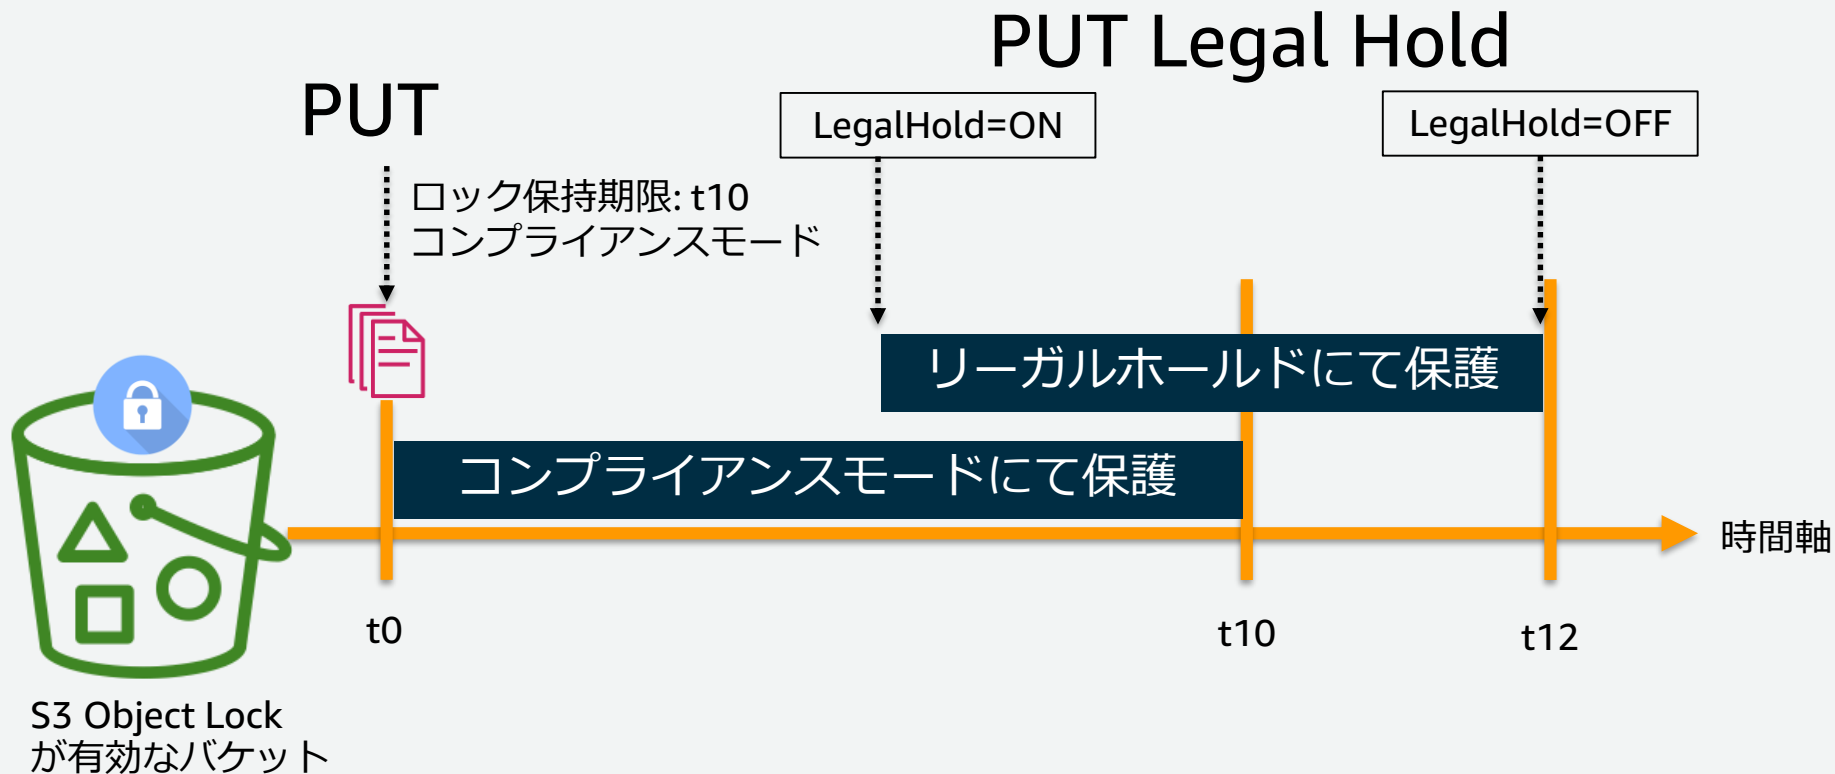 PUT Legal Hold
PUT
LegalHold=ON
LegalHold=OFF
ロック保持期限: t10
コンプライアンスモード
リーガルホールドにて保護
コンプライアンスモードにて保護
時間軸
t0
t10
t12
S3 Object Lock
が有効なバケット